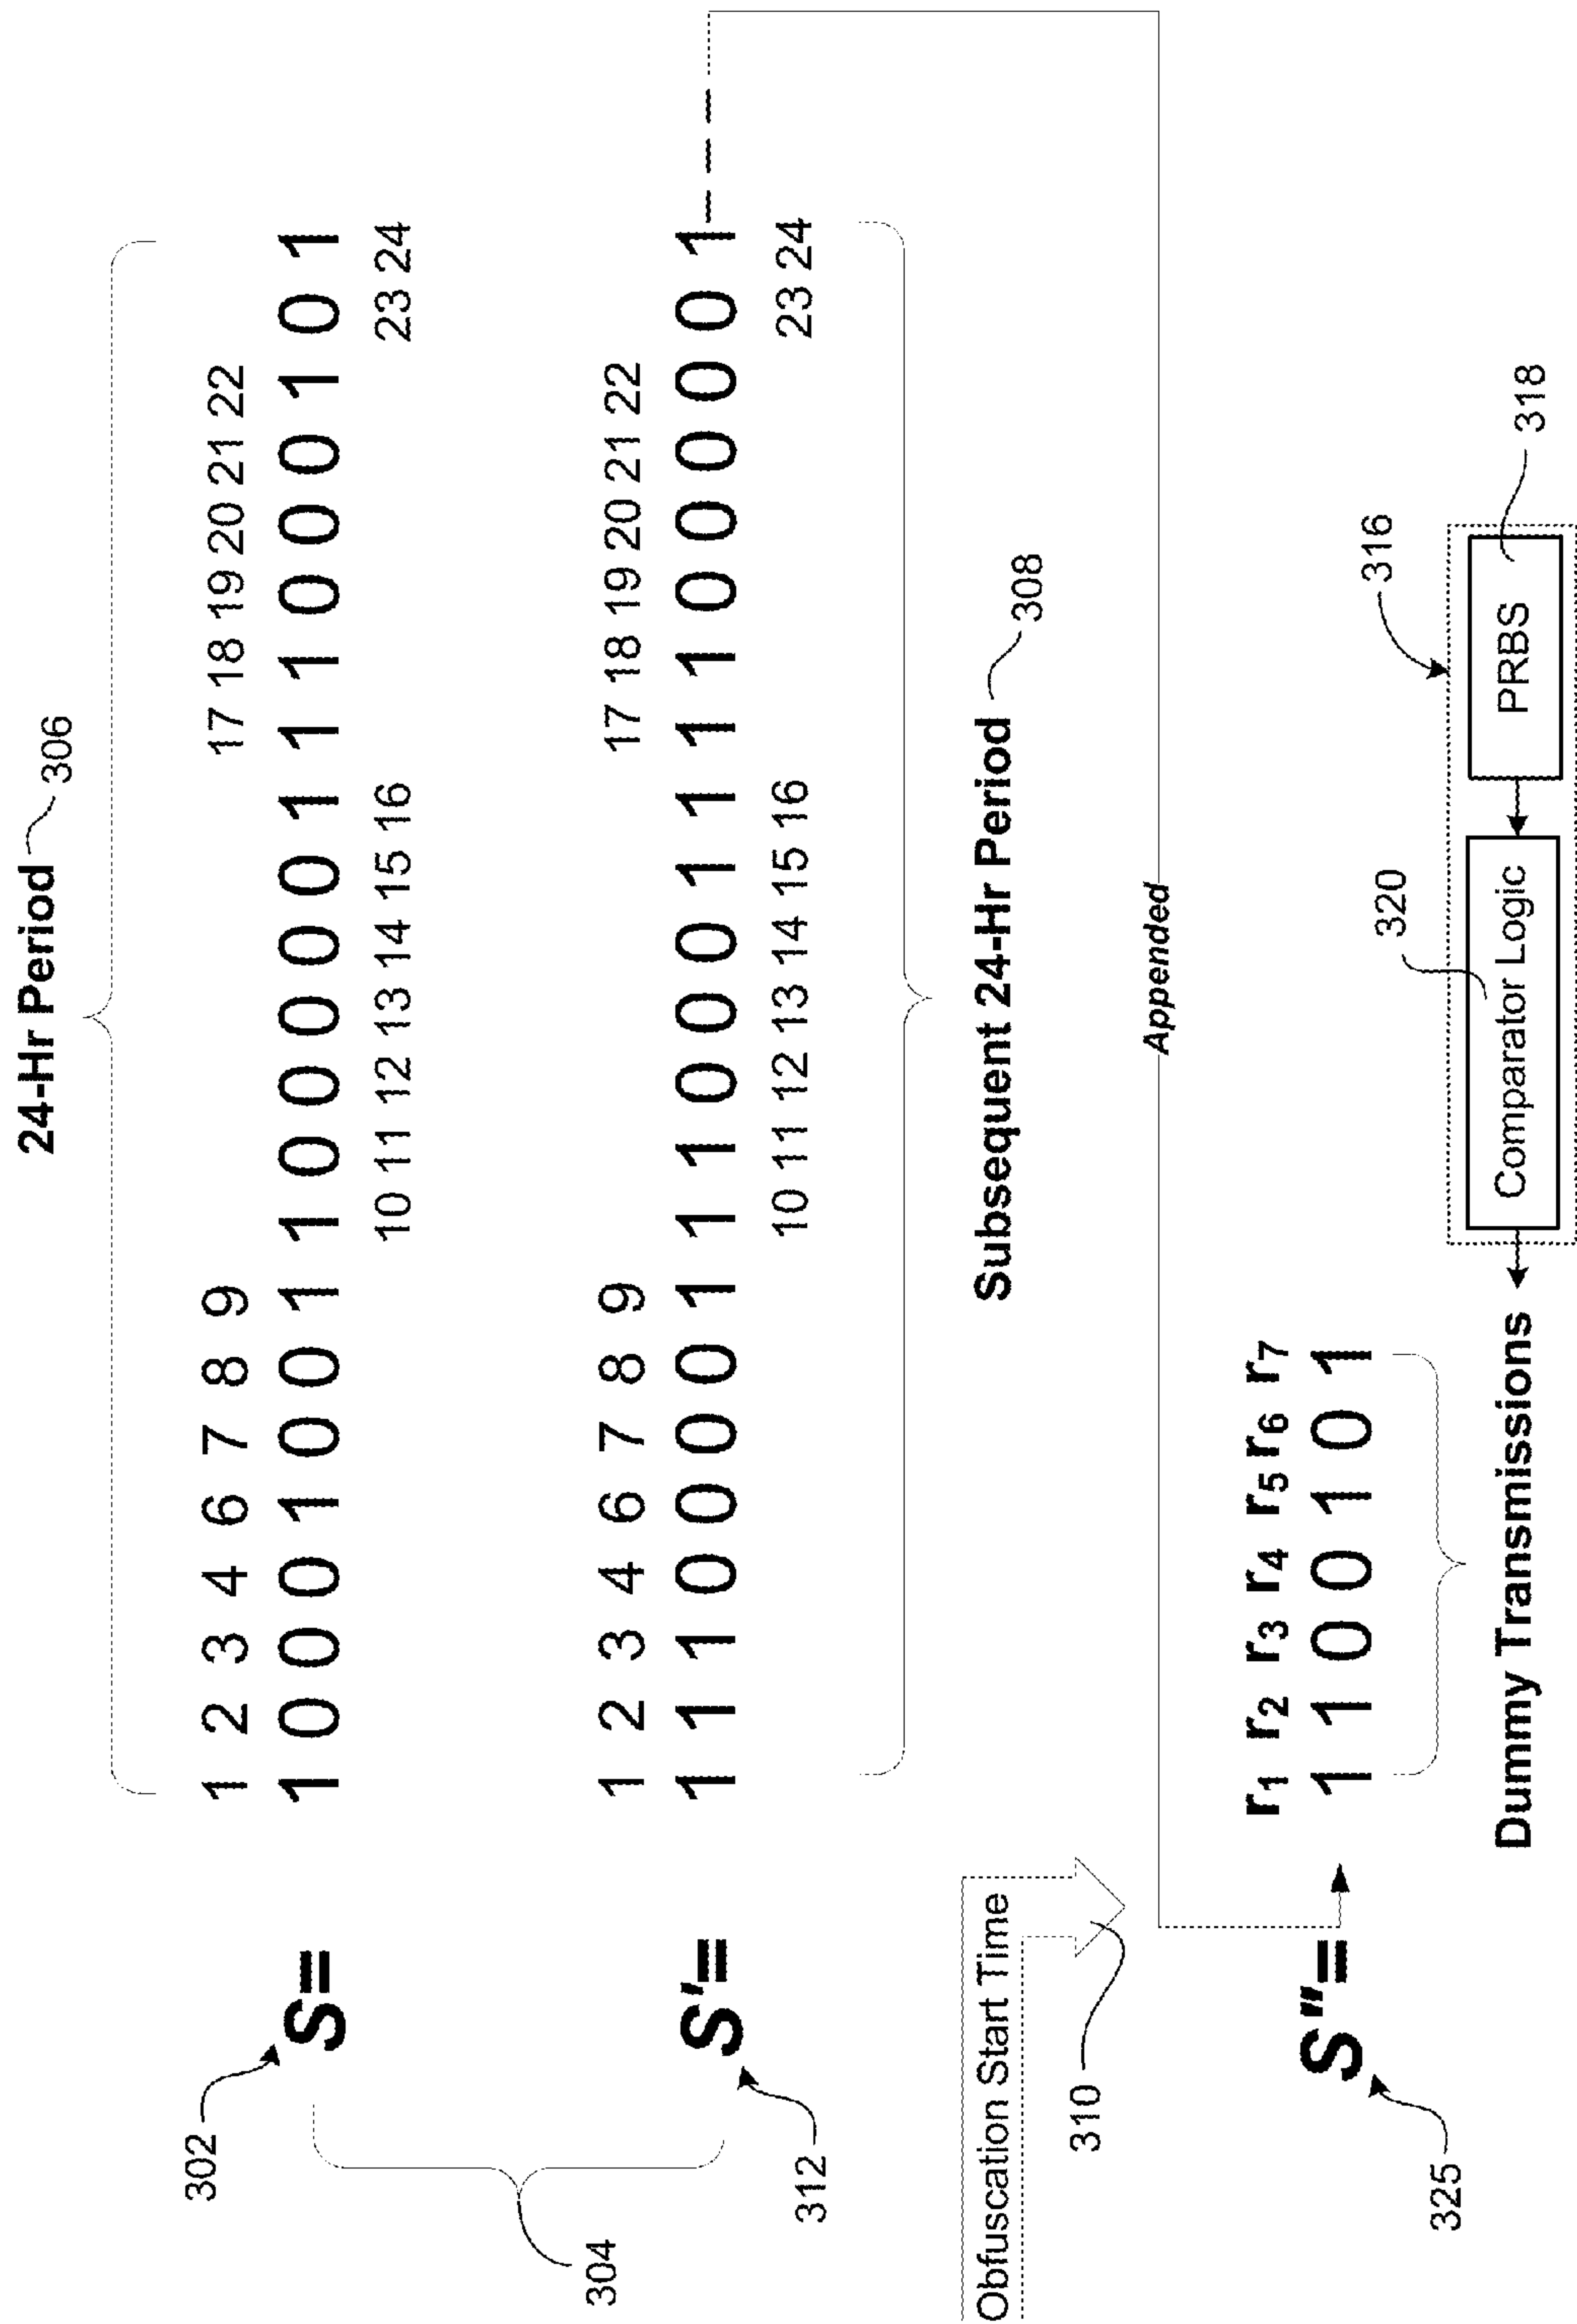 24-Hr Period 306
1 2 3 4 6 7 8 9 17 18 19 20 21 22
302 S= 1 0 0 0 1 0 0 1 1 0 0 0 0 0 1 1 1 0 0 0 1 0 1
10 11 12 13 14 15 16 23 24
304
1 2 3 4 6 7 8 9 17 18 19 20 21 22
S'= 1 1 1 0 0 0 0 1 1 1 0 0 0 1 1 1 1 0 0 0 0 0 1
312 10 11 12 13 14 15 16 23 24
Subsequent 24-Hr Period 308
Obfuscation Start Time
310
Appended
r1 r2 r3 r4 r5 r6 r7
S''= 1 1 0 0 1 0 1
325
320 316
Dummy Transmissions Comparator Logic PRBS
318